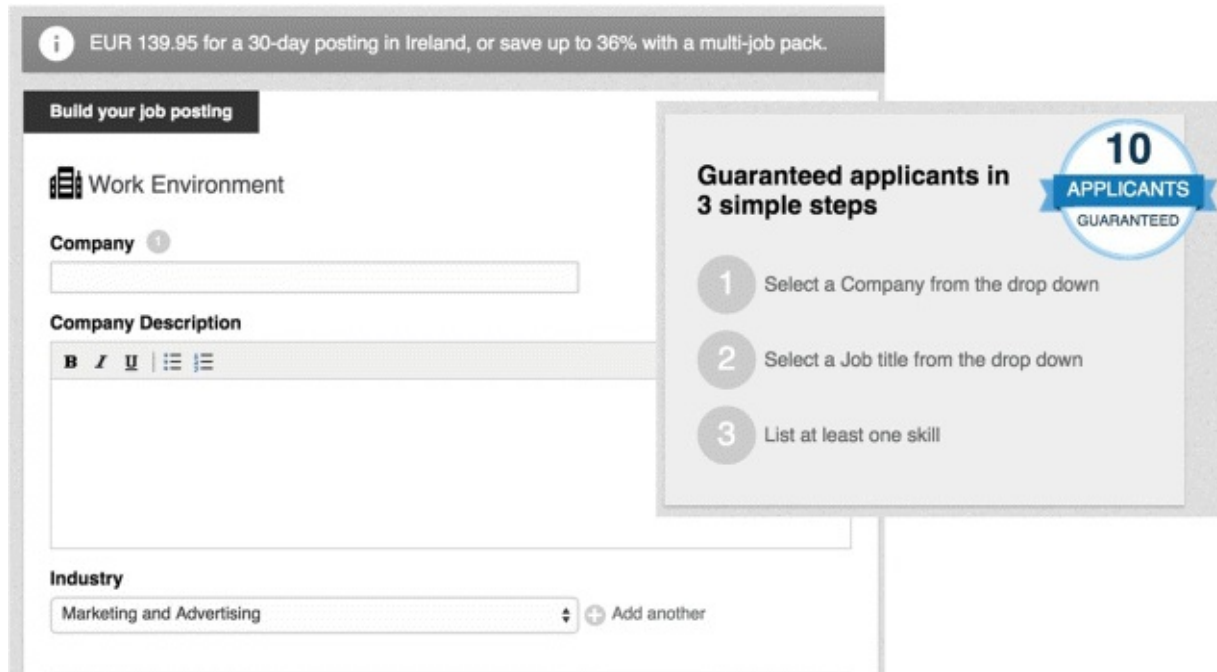 EUR 139.95 for a 30-day posting in Ireland, or save up to 36% with a multi-job pack.
Build your job posting
Work Environment
Company 1
Company Description
B I U
Industry
Marketing and Advertising
Add another
Guaranteed applicants in
3 simple steps
10
APPLICANTS
GUARANTEED
1 Select a Company from the drop down
2 Select a Job title from the drop down
3 List at least one skill